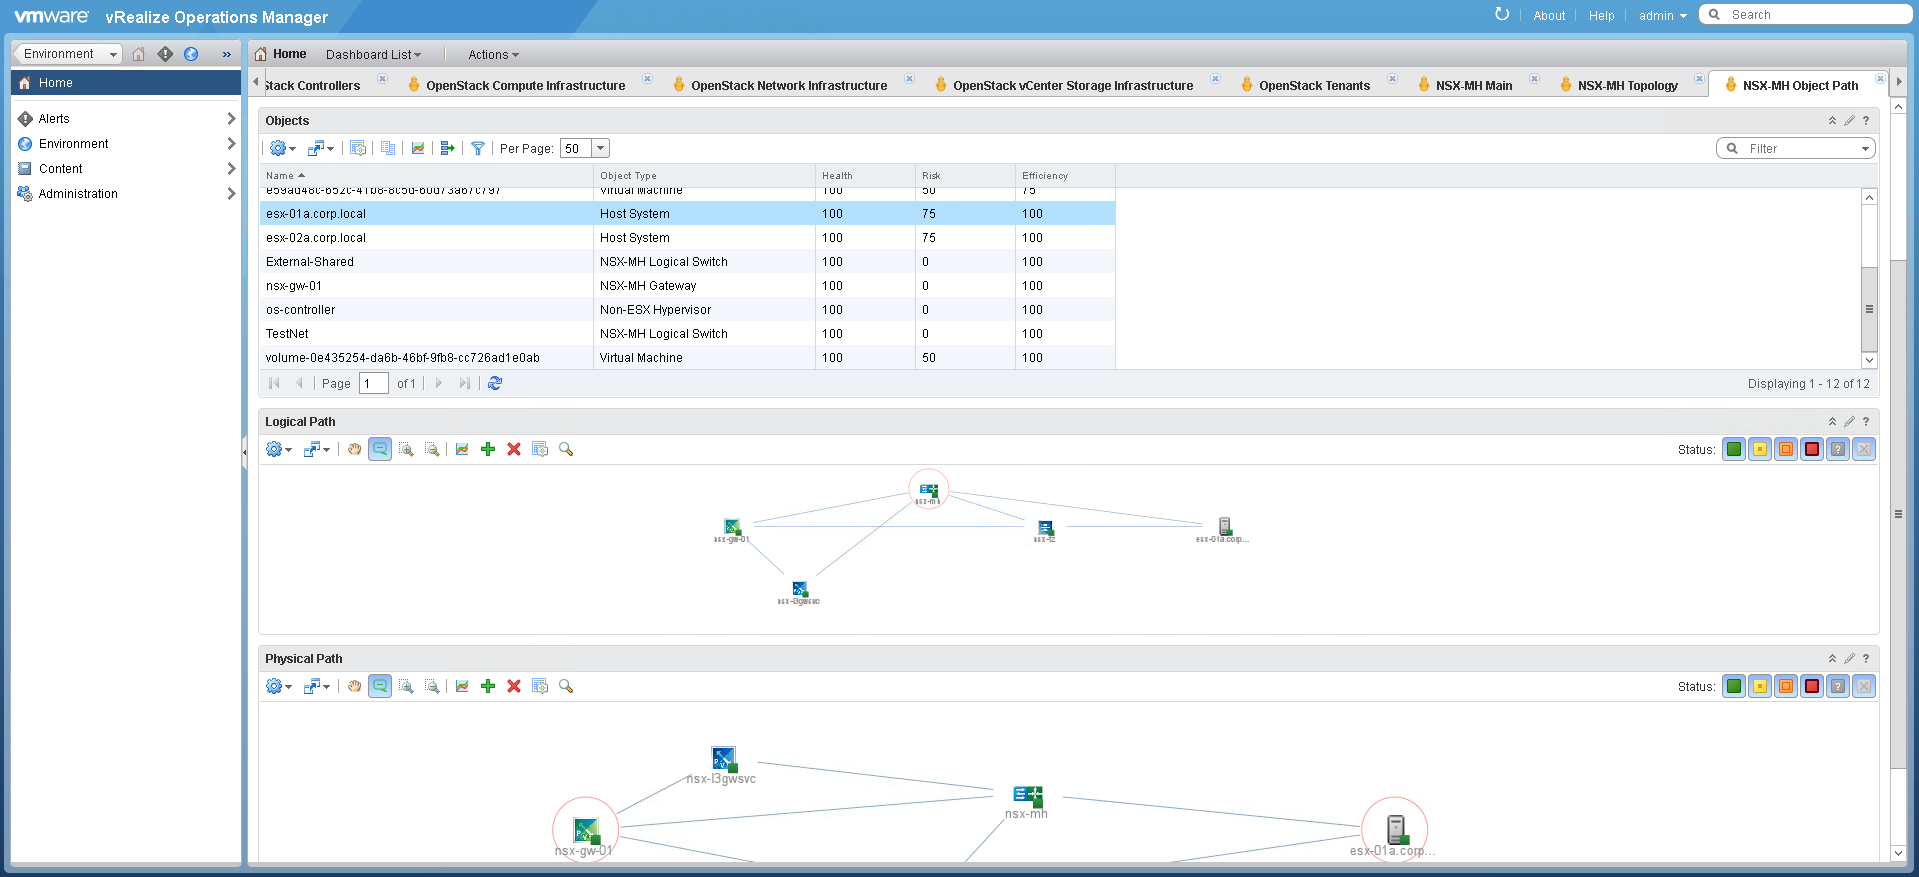 vmware vRealize Operations Manager
About Help admin Search
Environment »
Home Dashboard List Actions
Home
Stack Controllers OpenStack Compute Infrastructure OpenStack Network Infrastructure OpenStack vCenter Storage Infrastructure OpenStack Tenants NSX-MH Main NSX-MH Topology NSX-MH Object Path
Alerts
Environment
Content
Administration
Objects
Per Page: 50 Filter
Name Object Type Health Risk Efficiency
e59ad48c-652c-41b8-8c5d-60d73a67c797 Virtual Machine 100 50 75
esx-01a.corp.local Host System 100 75 100
esx-02a.corp.local Host System 100 75 100
External-Shared NSX-MH Logical Switch 100 0 100
nsx-gw-01 NSX-MH Gateway 100 0 100
os-controller Non-ESX Hypervisor 100 0 100
TestNet NSX-MH Logical Switch 100 0 100
volume-0e435254-da6b-46bf-9fb8-cc726ad1e0ab Virtual Machine 100 50 100
Page 1 of 1 Displaying 1 - 12 of 12
Logical Path
Status:
nsx-mh
nsx-gw-01 nsx-tz esx-01a.corp...
nsx-l3gwsvc
Physical Path
Status:
nsx-l3gwsvc
nsx-mh
nsx-gw-01 esx-01a.corp...